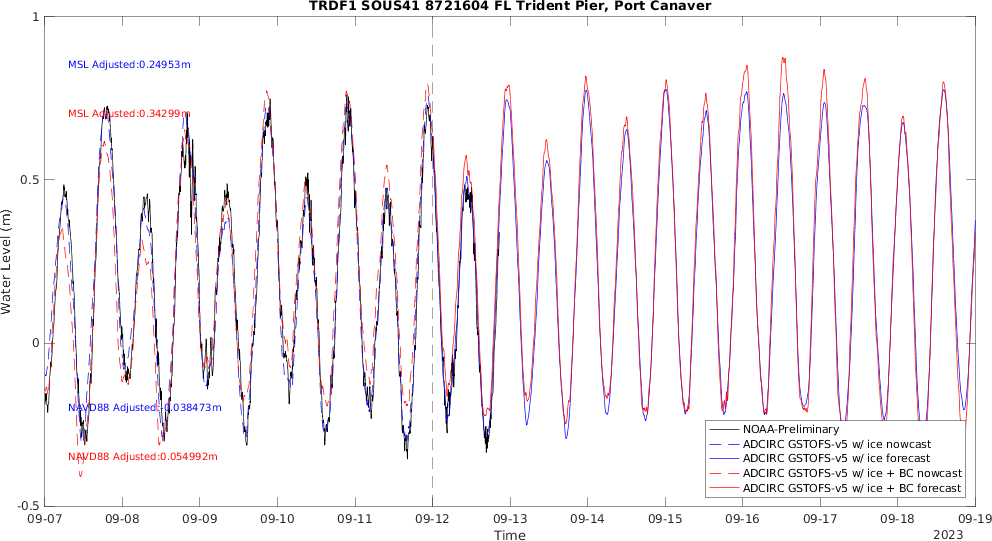 TRDF1 SOUS41 8721604 FL Trident Pier, Port Canaver
1
MSL Adjusted:0.24953m
MSL Adjusted:0.34299m
0.5
Water Level (m)
0
NAVD88 Adjusted:-0.038473m
NAVD88 Adjusted:0.054992m
-0.5
NOAA-Preliminary
ADCIRC GSTOFS-v5 w/ ice nowcast
ADCIRC GSTOFS-v5 w/ ice forecast
ADCIRC GSTOFS-v5 w/ ice + BC nowcast
ADCIRC GSTOFS-v5 w/ ice + BC forecast
09-07 09-08 09-09 09-10 09-11 09-12 09-13 09-14 09-15 09-16 09-17 09-18 09-19
Time
2023